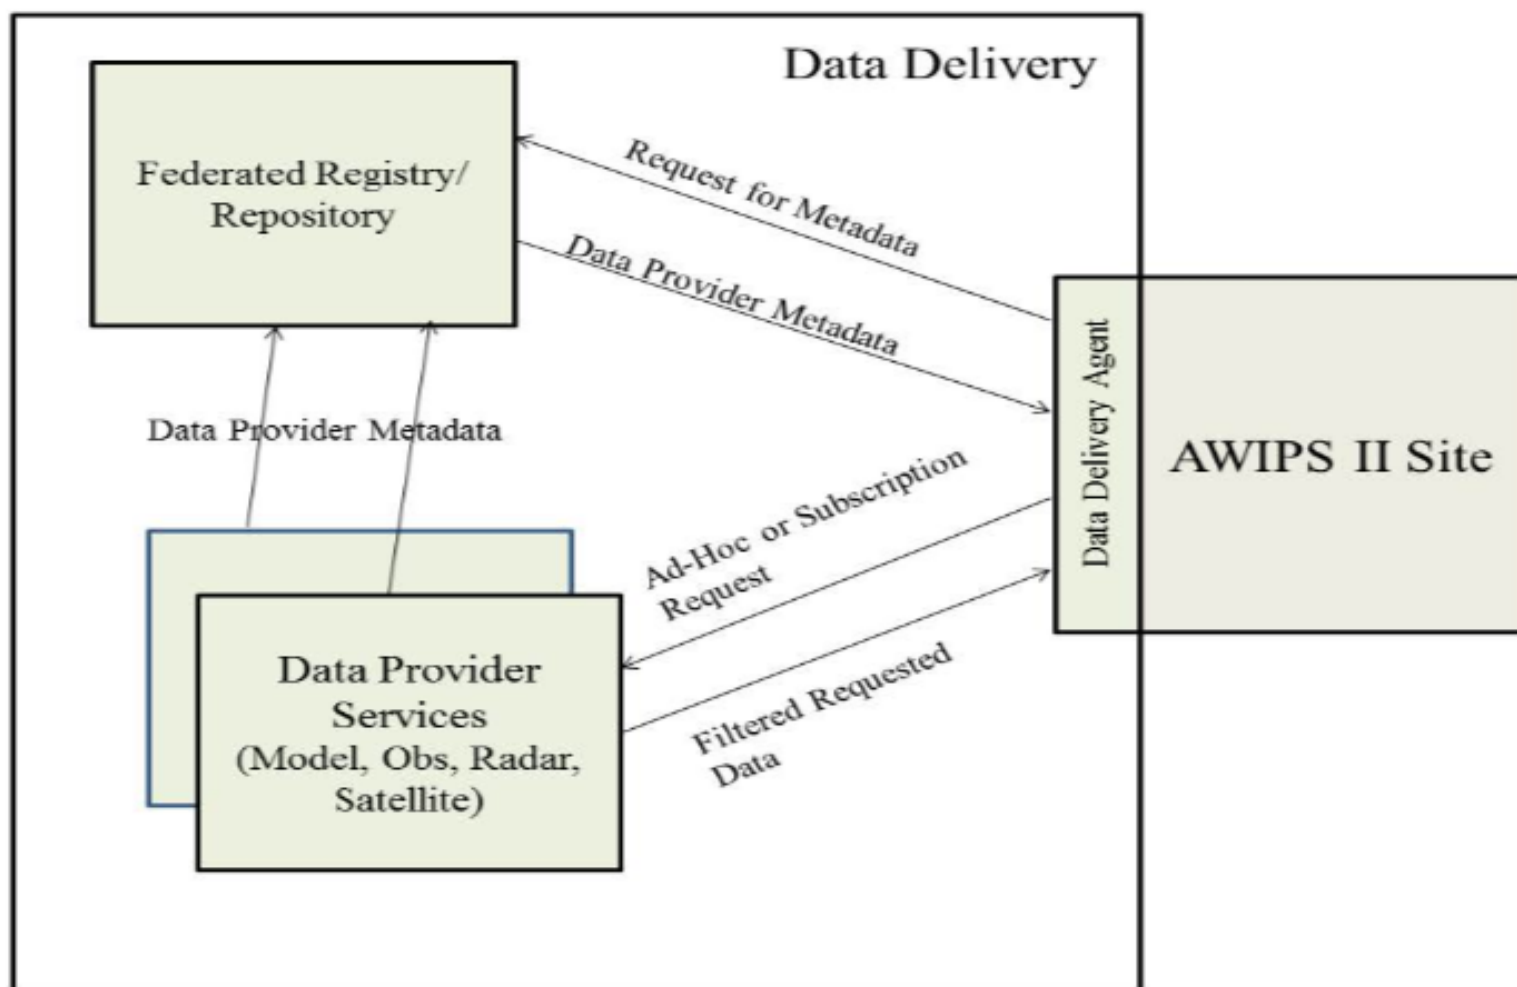 Data Delivery
Federated Registry/
Repository
Request for Metadata
Data Provider Metadata
Data Provider Metadata
Data Delivery Agent
AWIPS II Site
Ad-Hoc or Subscription
Request
Data Provider
Services
(Model, Obs, Radar,
Satellite)
Filtered Requested
Data